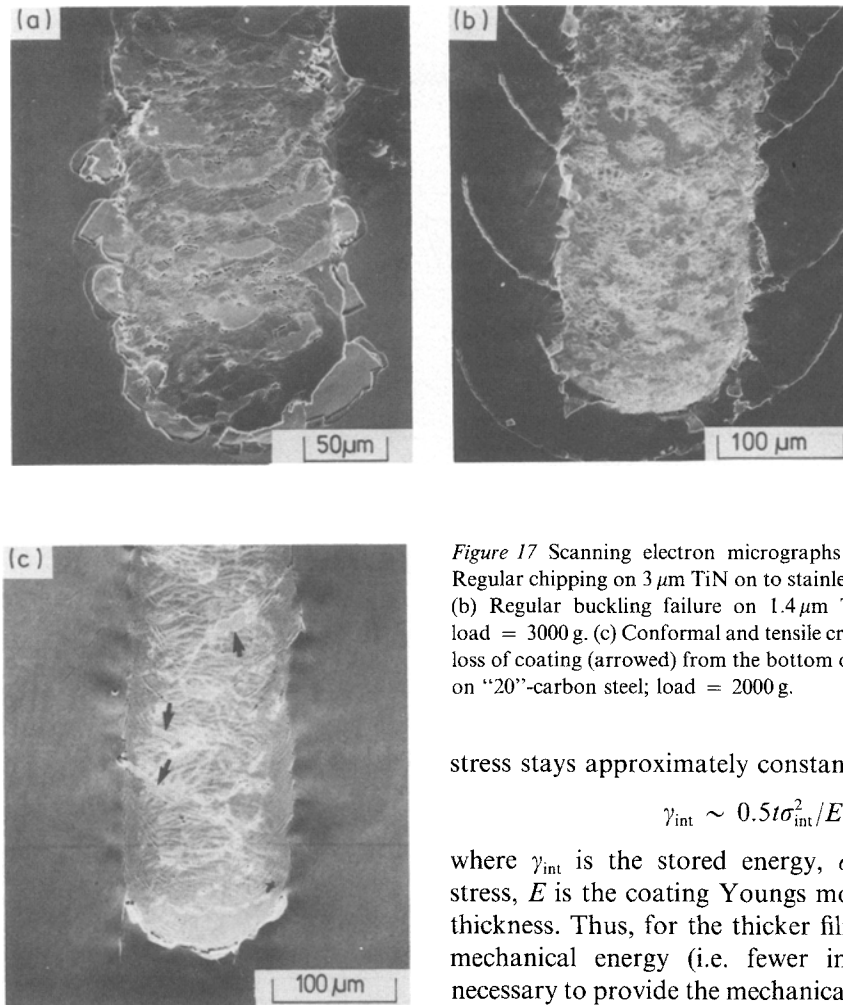 (a)
50μm
(b)
100 μm
(c)
100μm
Figure 17 Scanning electron micrographs
Regular chipping on 3 μm TiN on to stainle
(b) Regular buckling failure on 1.4 μm T
load = 3000 g. (c) Conformal and tensile cr
loss of coating (arrowed) from the bottom o
on “20”-carbon steel; load = 2000 g.
stress stays approximately constan
γint ~ 0.5tσ²int/E
where γint is the stored energy, σ
stress, E is the coating Youngs mo
thickness. Thus, for the thicker fil
mechanical energy (i.e. fewer in
necessary to provide the mechanica